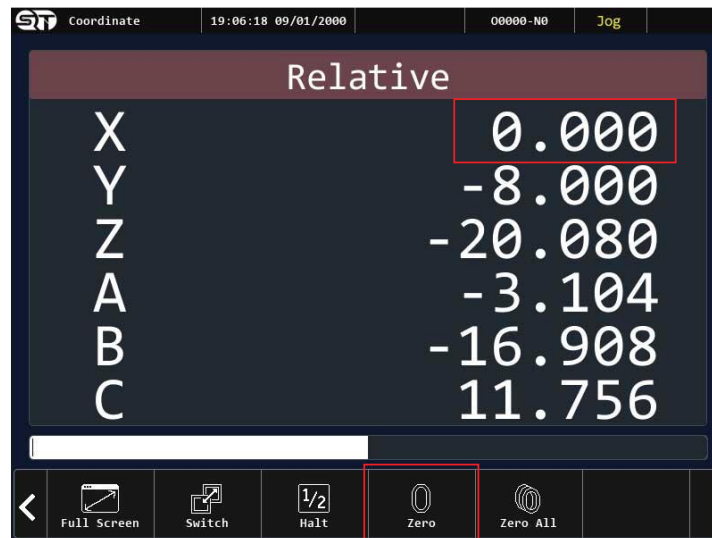 SNT Coordinate 19:06:18 09/01/2000 O0000-N0 Jog
Relative
X 0.000
Y -8.000
Z -20.080
A -3.104
B -16.908
C 11.756
1/2
Full Screen Switch Halt Zero Zero All